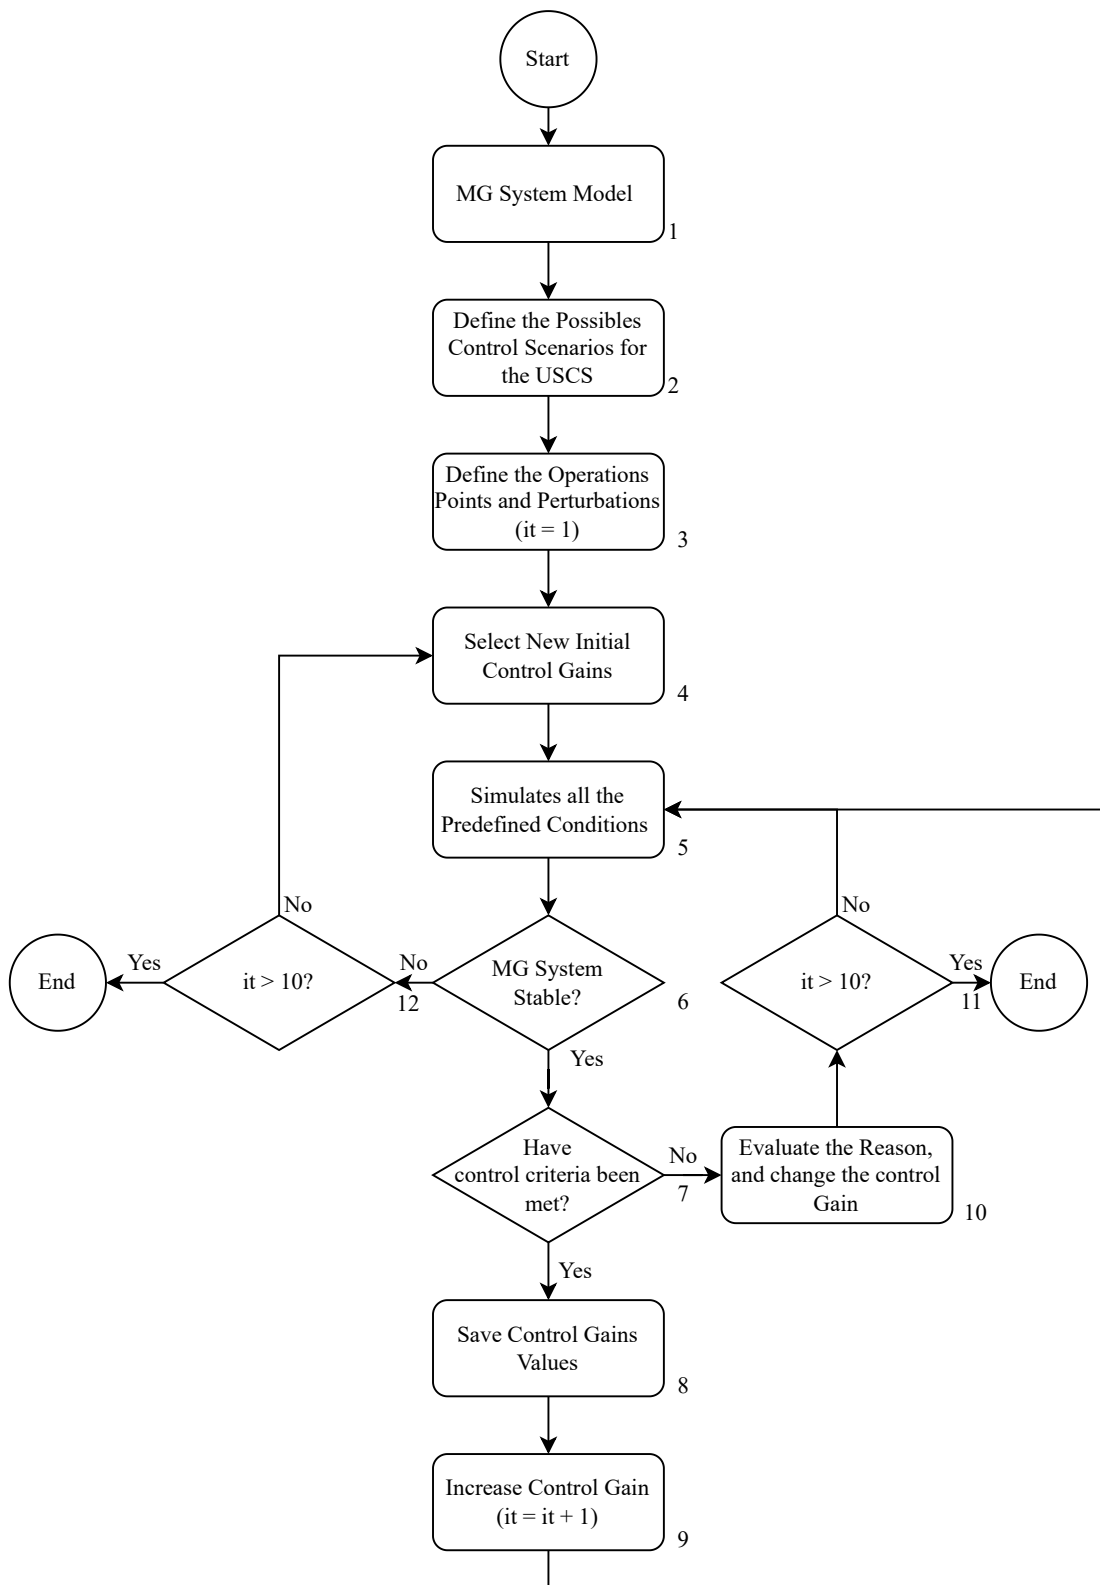 Start
MG System Model
1
Define the Possibles
Control Scenarios for
the USCS
2
Define the Operations
Points and Perturbations
(it = 1)
3
Select New Initial
Control Gains
4
Simulates all the
Predefined Conditions
5
No
No
End
Yes
it > 10?
No
12
MG System
Stable?
6
it > 10?
Yes
11
End
Yes
Have
control criteria been
met?
No
7
Evaluate the Reason,
and change the control
Gain
10
Yes
Save Control Gains
Values
8
Increase Control Gain
(it = it + 1)
9